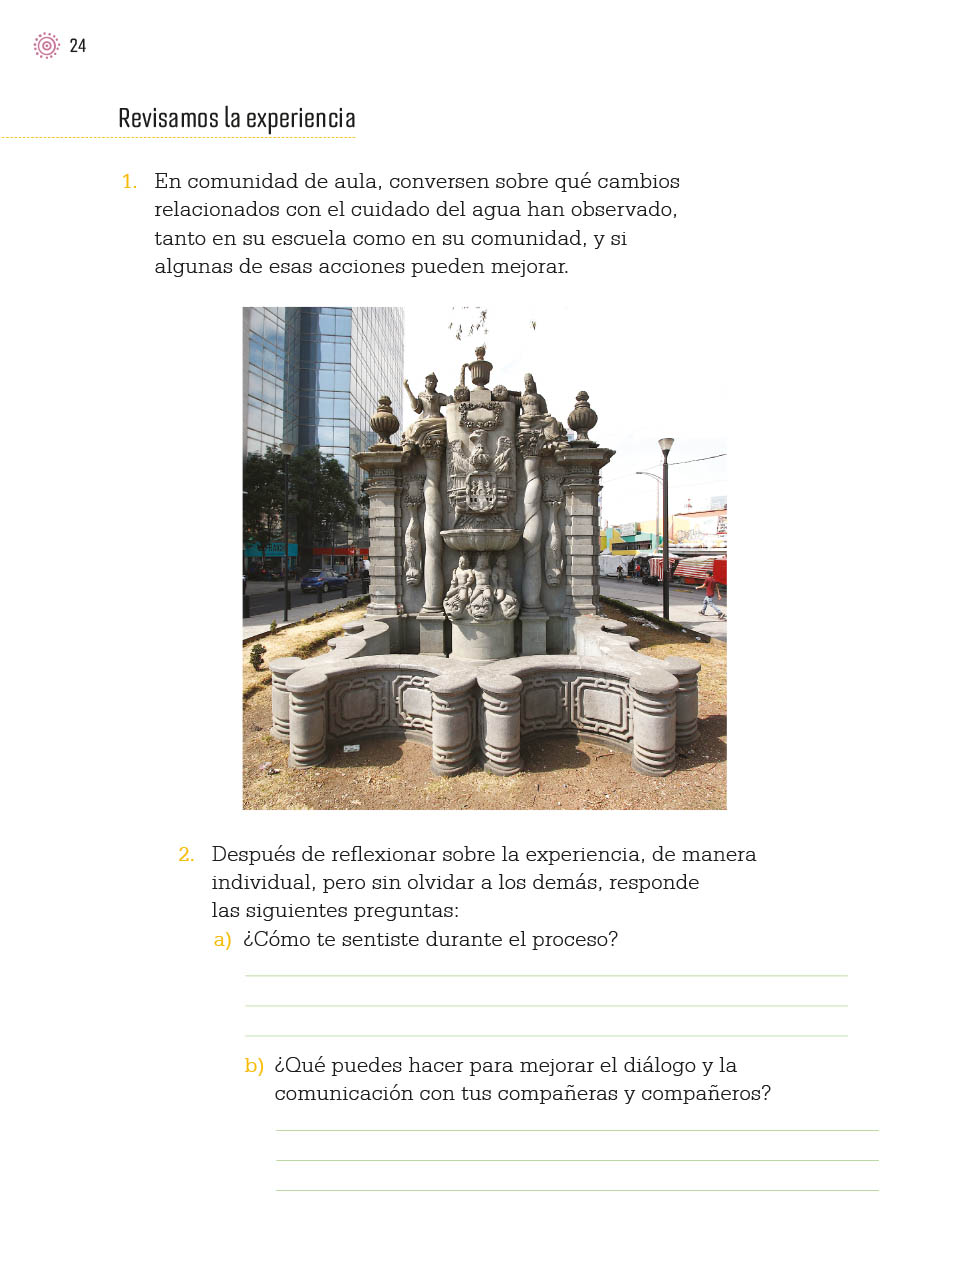 24
Revisamos la experiencia
1. En comunidad de aula, conversen sobre qué cambios
relacionados con el cuidado del agua han observado,
tanto en su escuela como en su comunidad, y si
algunas de esas acciones pueden mejorar.
2. Después de reflexionar sobre la experiencia, de manera
individual, pero sin olvidar a los demás, responde
las siguientes preguntas:
a) ¿Cómo te sentiste durante el proceso?
b) ¿Qué puedes hacer para mejorar el diálogo y la
comunicación con tus compañeras y compañeros?